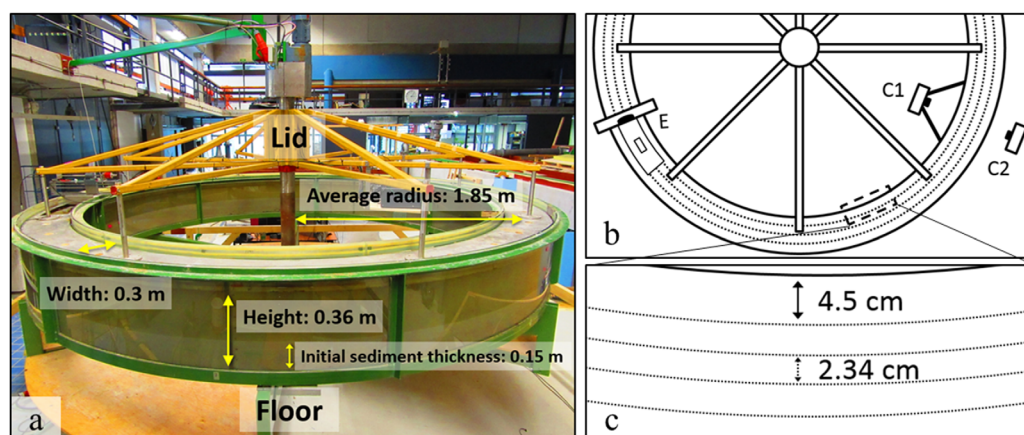 Lid
Average radius: 1.85 m
Width: 0.3 m
Height: 0.36 m
Initial sediment thickness: 0.15 m
Floor
a
E
C1
C2
b
4.5 cm
2.34 cm
c